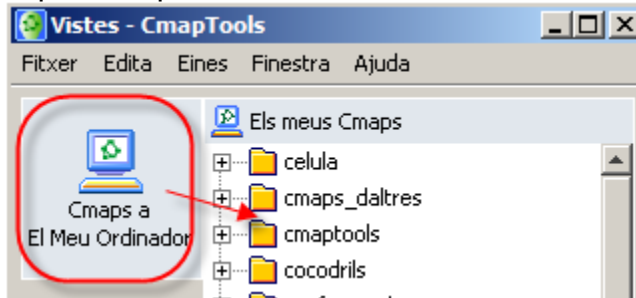 Vistes - CmapTools
Fitxer Edita Eines Finestra Ajuda
Els meus Cmaps
Cmaps a
El Meu Ordinador
celula
cmaps_daltres
cmaptools
cocodrils